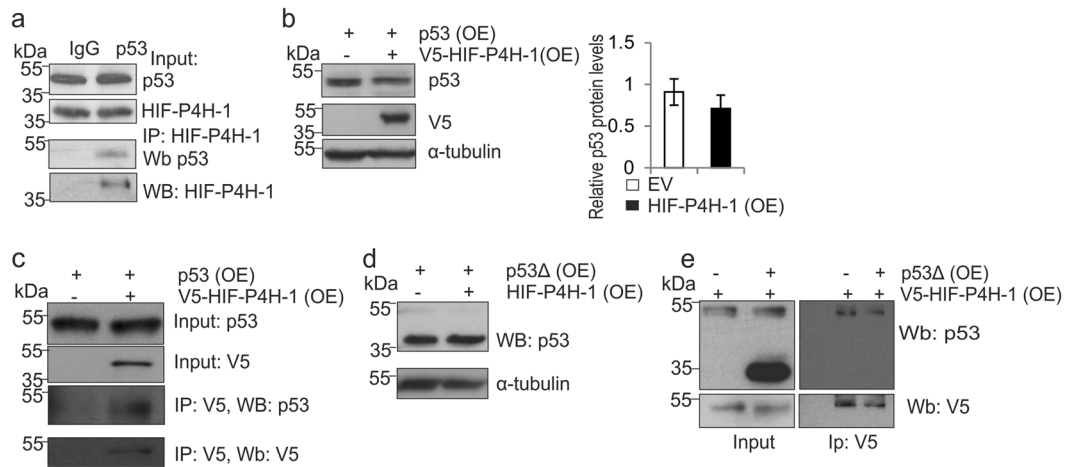 a
kDa IgG p53 Input:
55 p53
35
55 HIF-P4H-1
35
IP: HIF-P4H-1
55 Wb p53
WB: HIF-P4H-1
35
b
+ + p53 (OE)
- + V5-HIF-P4H-1(OE)
kDa
55 p53
55 V5
55 α-tubulin
Relative p53 protein levels
1.5
1
0.5
0
EV
HIF-P4H-1 (OE)
c
+ + p53 (OE)
- + V5-HIF-P4H-1 (OE)
kDa
55 Input: p53
55 Input: V5
35
55 IP: V5, WB: p53
55 IP: V5, Wb: V5
d
+ + p53Δ (OE)
- + HIF-P4H-1 (OE)
kDa
55
WB: p53
35
55 α-tubulin
e
- + - + p53Δ (OE)
+ + + + V5-HIF-P4H-1 (OE)
kDa
55 Wb: p53
35
55 Wb: V5
Input Ip: V5